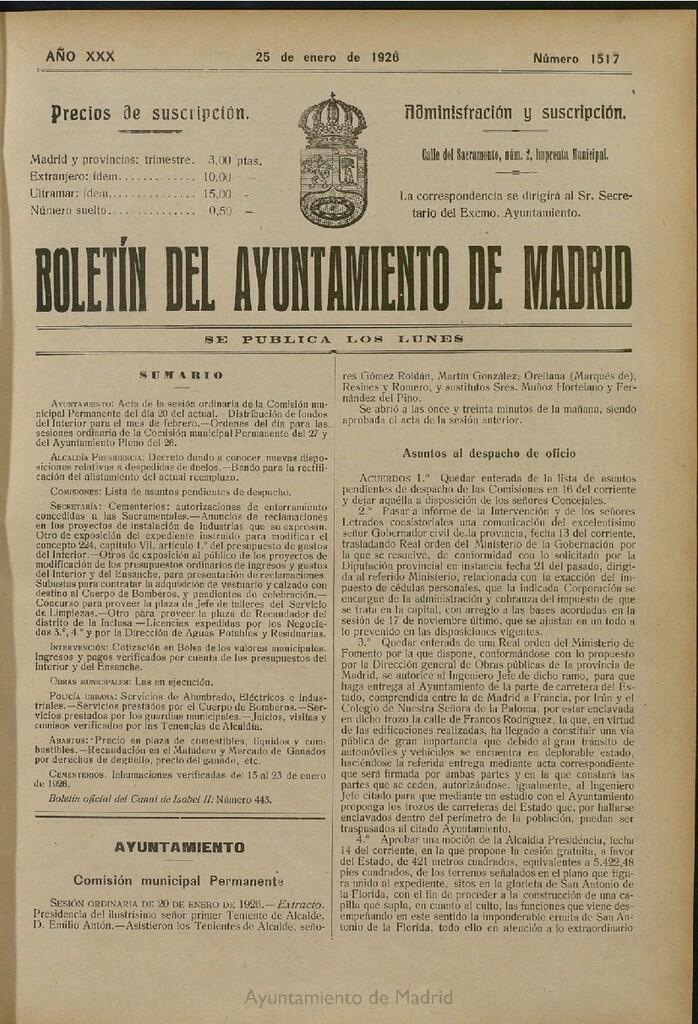 AÑO XXX 25 de enero de 1926 Número 1517
Precios de suscripción.
Madrid y provincias: trimestre. 3,00 ptas.
Extranjero: ídem............ 10,00 -
Ultramar: ídem............. 15,00 -
Número suelto............. 0,50 -
Administración y suscripción.
Calle del Sacramento, núm. 2, Imprenta Municipal.
La correspondencia se dirigirá al Sr. Secre-
tario del Excmo. Ayuntamiento.
BOLETÍN DEL AYUNTAMIENTO DE MADRID
SE PUBLICA LOS LUNES
SUMARIO
AYUNTAMIENTO: Acta de la sesión ordinaria de la Comisión mu-
nicipal Permanente del día 20 del actual. - Distribución de fondos
del Interior para el mes de febrero.—Ordenes del día para las
sesiones ordinaria de la Comisión municipal Permanente del 27 y
del Ayuntamiento Pleno del 26.
ALCALDÍA PRESIDENCIA: Decreto dando a conocer nuevas dispo-
siciones relativas a despedidas de duelos.—Bando para la rectifi-
cación del alistamiento del actual reemplazo.
COMISIONES: Lista de asuntos pendientes de despacho.
SECRETARÍA: Cementerios: autorizaciones de enterramiento
concedidas a las Sacramentales.—Anuncios de reclamaciones
en los proyectos de instalación de industrias que se expresan.
Otro de exposición del expediente instruído para modificar el
concepto 224, capítulo VII, artículo 1.º del presupuesto de gastos
del Interior.—Otros de exposición al público de los proyectos de
modificación de los presupuestos ordinarios de ingresos y gastos
del Interior y del Ensanche, para presentación de reclamaciones.
Subastas para contratar la adquisición de vestuario y calzado con
destino al Cuerpo de Bomberos, y pendientes de celebración.—
Concurso para proveer la plaza de Jefe de talleres del Servicio
de Limpiezas.—Otro para proveer la plaza de Recaudador del
distrito de la Inclusa—Licencias expedidas por los Negocia-
dos 3.º, 4.º y por la Dirección de Aguas Potables y Residuarias.
INTERVENCIÓN: Cotización en Bolsa de los valores municipales.
Ingresos y pagos verificados por cuenta de los presupuestos del
Interior y del Ensanche.
OBRAS MUNICIPALES: Las en ejecución.
POLICÍA URBANA: Servicios de Alumbrado, Eléctricos e Indus-
triales.—Servicios prestados por el Cuerpo de Bomberos.—Ser-
vicios prestados por los guardias municipales.—Juicios, visitas y
comisos verificados por las Tenencias de Alcaldía.
ABASTOS: Precio en plaza de comestibles, líquidos y com-
bustibles.—Recaudación en el Matadero y Mercado de Ganados
por derechos de degüello, precio del ganado, etc.
CEMENTERIOS. Inhumaciones verificadas del 15 al 23 de enero
de 1926.
Boletín oficial del Canal de Isabel II: Número 443.
AYUNTAMIENTO
Comisión municipal Permanente
SESIÓN ORDINARIA DE 20 DE ENERO DE 1926.—Extracto.
Presidencia del ilustrísimo señor primer Teniente de Alcalde,
D. Emilio Antón.—Asistieron los Tenientes de Alcalde, seño-
res Gómez Roldán, Martín González, Orellana (Marqués de),
Resines y Romero, y sustitutos Sres. Muñoz Hortelano y Fer-
nández del Pino.
Se abrió a las once y treinta minutos de la mañana, siendo
aprobada el acta de la sesión anterior.
Asuntos al despacho de oficio
ACUERDOS 1.º Quedar enterada de la lista de asuntos
pendientes de despacho de las Comisiones en 16 del corriente
y dejar aquélla a disposición de los señores Concejales.
2.º Pasar a informe de la Intervención y de los señores
Letrados consistoriales una comunicación del excelentísimo
señor Gobernador civil de la provincia, fecha 13 del corriente,
trasladando Real orden del Ministerio de la Gobernación por
la que se resuelve, de conformidad con lo solicitado por la
Diputación provincial en instancia fecha 21 del pasado, dirigi-
da al referido Ministerio, relacionada con la exacción del im-
puesto de cédulas personales, que la indicada Corporación se
encargue de la administración y cobranza del impuesto de que
se trata en la capital, con arreglo a las bases acordadas en la
sesión de 17 de noviembre último, que se ajustan en un todo a
lo prevenido en las disposiciones vigentes.
3.º Quedar enterada de una Real orden del Ministerio de
Fomento por la que dispone, conformándose con lo propuesto
por la Dirección general de Obras públicas de la provincia de
Madrid, se autorice al Ingeniero Jefe de dicho ramo, para que
haga entrega al Ayuntamiento de la parte de carretera del Es-
tado, comprendida entre la de Madrid a Francia, por Irún y el
Colegio de Nuestra Señora de la Paloma, por estar enclavada
en dicho trozo la calle de Francos Rodríguez, la que, en virtud
de las edificaciones realizadas, ha llegado a constituir una vía
pública de gran importancia que debido al gran tránsito de
automóviles y vehículos se encuentra en deplorable estado,
haciéndose la referida entrega mediante acta correspondiente
que será firmada por ambas partes y en la que constará las
partes que se ceden, autorizándose, igualmente, al Ingeniero
Jefe citado para que mediante un estudio con el Ayuntamiento
proponga los trozos de carreteras del Estado que, por hallarse
enclavados dentro del perímetro de la población, puedan ser
traspasados al citado Ayuntamiento.
4.º Aprobar una moción de la Alcaldía Presidencia, fecha
14 del corriente, en la que propone la cesión gratuita, a favor
del Estado, de 421 metros cuadrados, equivalentes a 5.422,48
pies cuadrados, de los terrenos señalados en el plano que figu-
ra unido al expediente, sitos en la glorieta de San Antonio de
la Florida, con el fin de proceder a la construcción de una ca-
pilla que supla, en cuanto al culto, las funciones que viene des-
empeñando en este sentido la imponderable ermita de San An-
tonio de la Florida, todo ello en atención a lo extraordinario
Ayuntamiento de Madrid